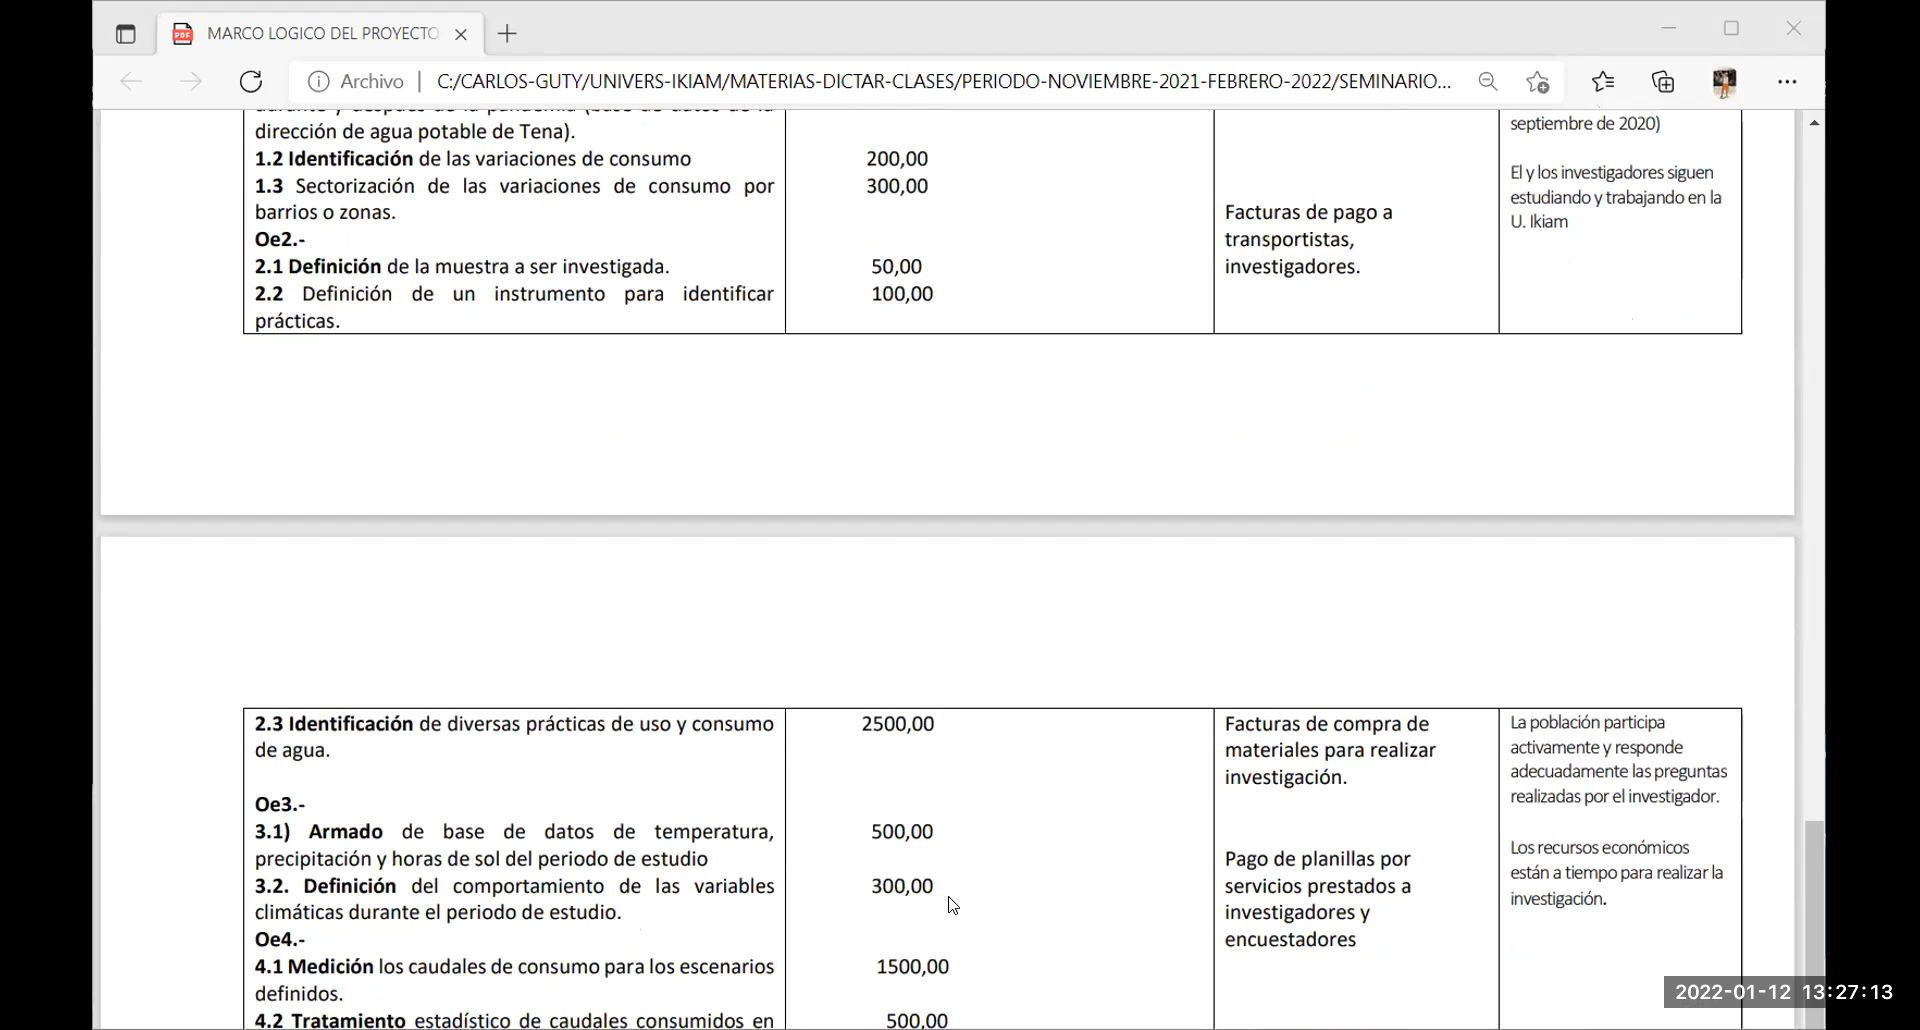 MARCO LOGICO DEL PROYECTO
Archivo | C:/CARLOS-GUTY/UNIVERS-IKIAM/MATERIAS-DICTAR-CLASES/PERIODO-NOVIEMBRE-2021-FEBRERO-2022/SEMINARIO...
dirección de agua potable de Tena).
1.2 Identificación de las variaciones de consumo
1.3 Sectorización de las variaciones de consumo por
barrios o zonas.
Oe2.-
2.1 Definición de la muestra a ser investigada.
2.2 Definición de un instrumento para identificar
prácticas.
200,00
300,00
50,00
100,00
Facturas de pago a
transportistas,
investigadores.
septiembre de 2020)
El y los investigadores siguen
estudiando y trabajando en la
U. Ikiam
2.3 Identificación de diversas prácticas de uso y consumo
de agua.
Oe3.-
3.1) Armado de base de datos de temperatura,
precipitación y horas de sol del periodo de estudio
3.2. Definición del comportamiento de las variables
climáticas durante el periodo de estudio.
Oe4.-
4.1 Medición los caudales de consumo para los escenarios
definidos.
4.2 Tratamiento estadístico de caudales consumidos en
2500,00
500,00
300,00
1500,00
500,00
Facturas de compra de
materiales para realizar
investigación.
Pago de planillas por
servicios prestados a
investigadores y
encuestadores
La población participa
activamente y responde
adecuadamente las preguntas
realizadas por el investigador.
Los recursos económicos
están a tiempo para realizar la
investigación.
2022-01-12 13:27:13